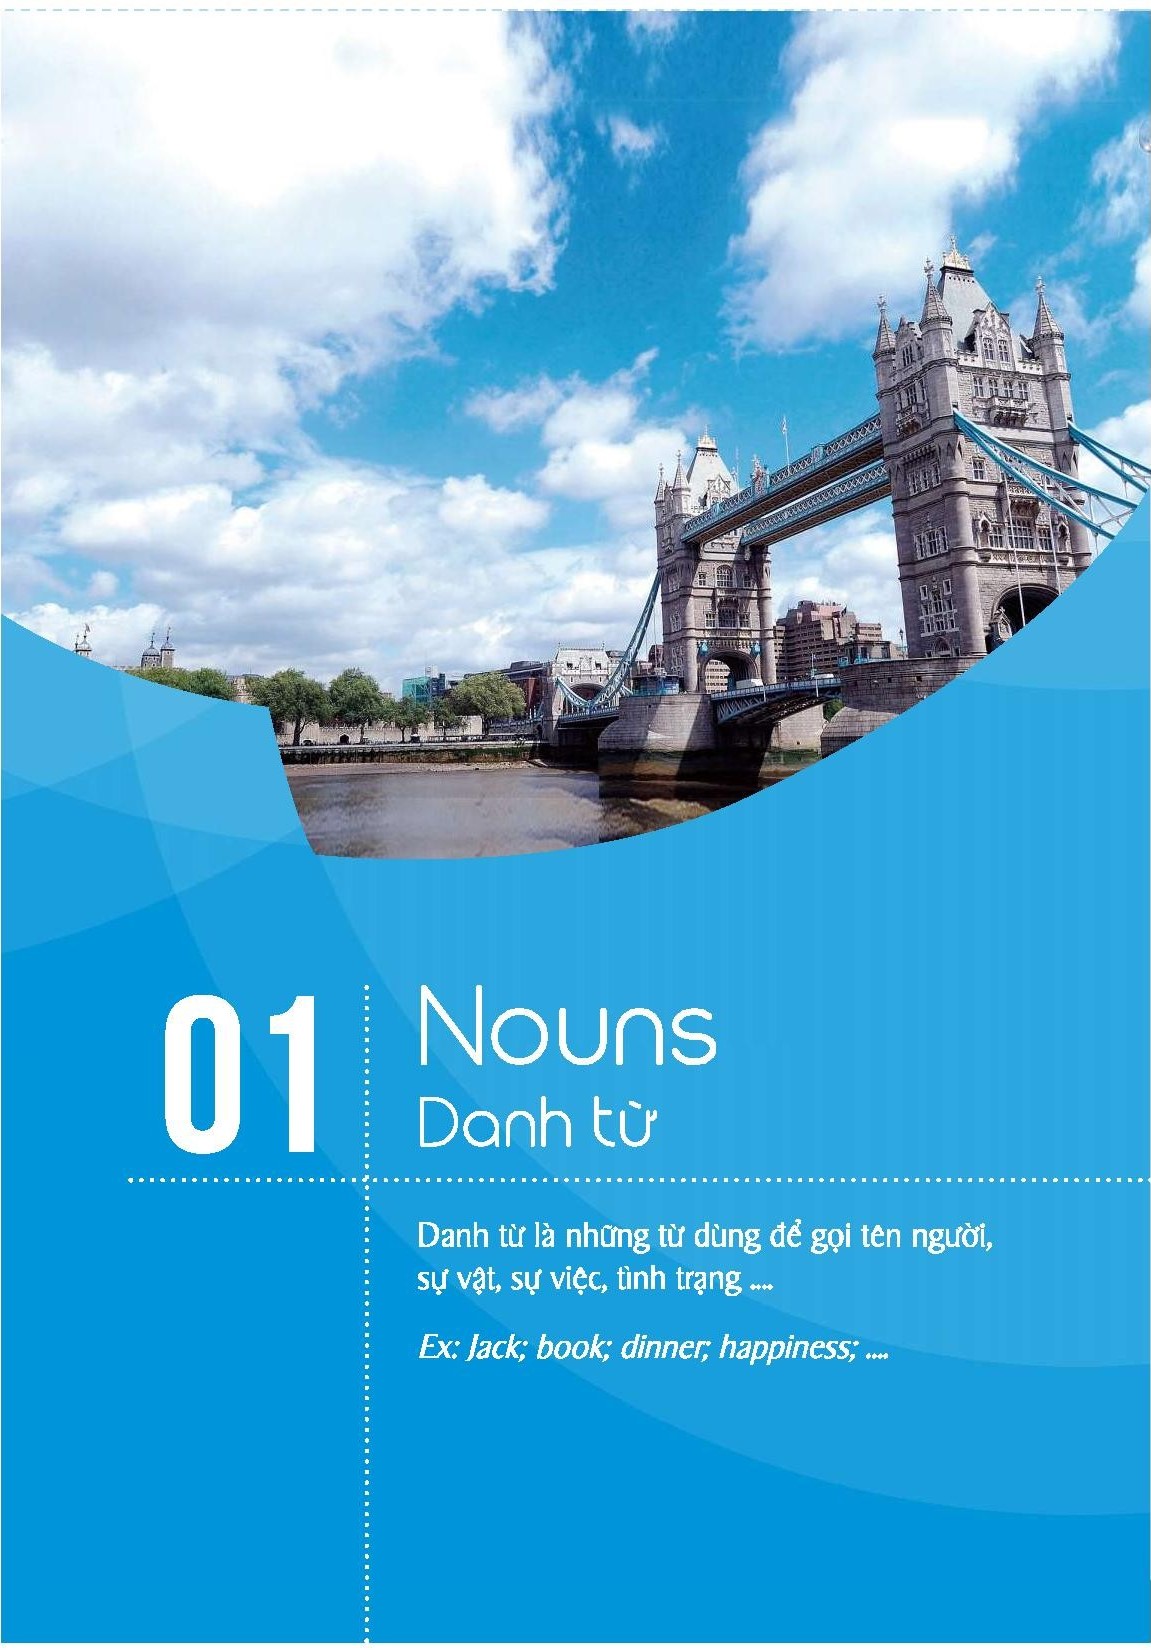 01
Nouns
Danh từ
Danh từ là những từ dùng để gọi tên người,
sự vật, sự việc, tình trạng ....
Ex: Jack; book; dinner; happiness; ....